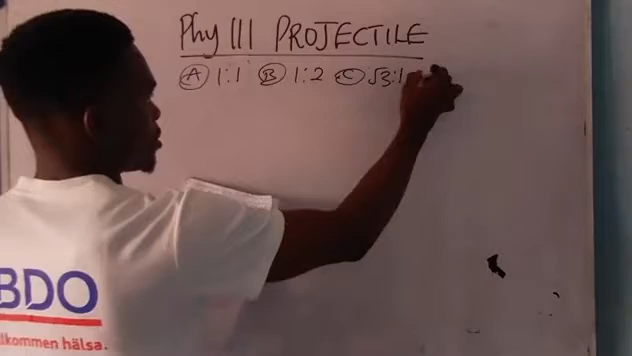 Phy 111 PROJECTILE
Ⓐ 1:1 Ⓑ 1:2 Ⓒ √3:1
BDO
lkommen hälsa.